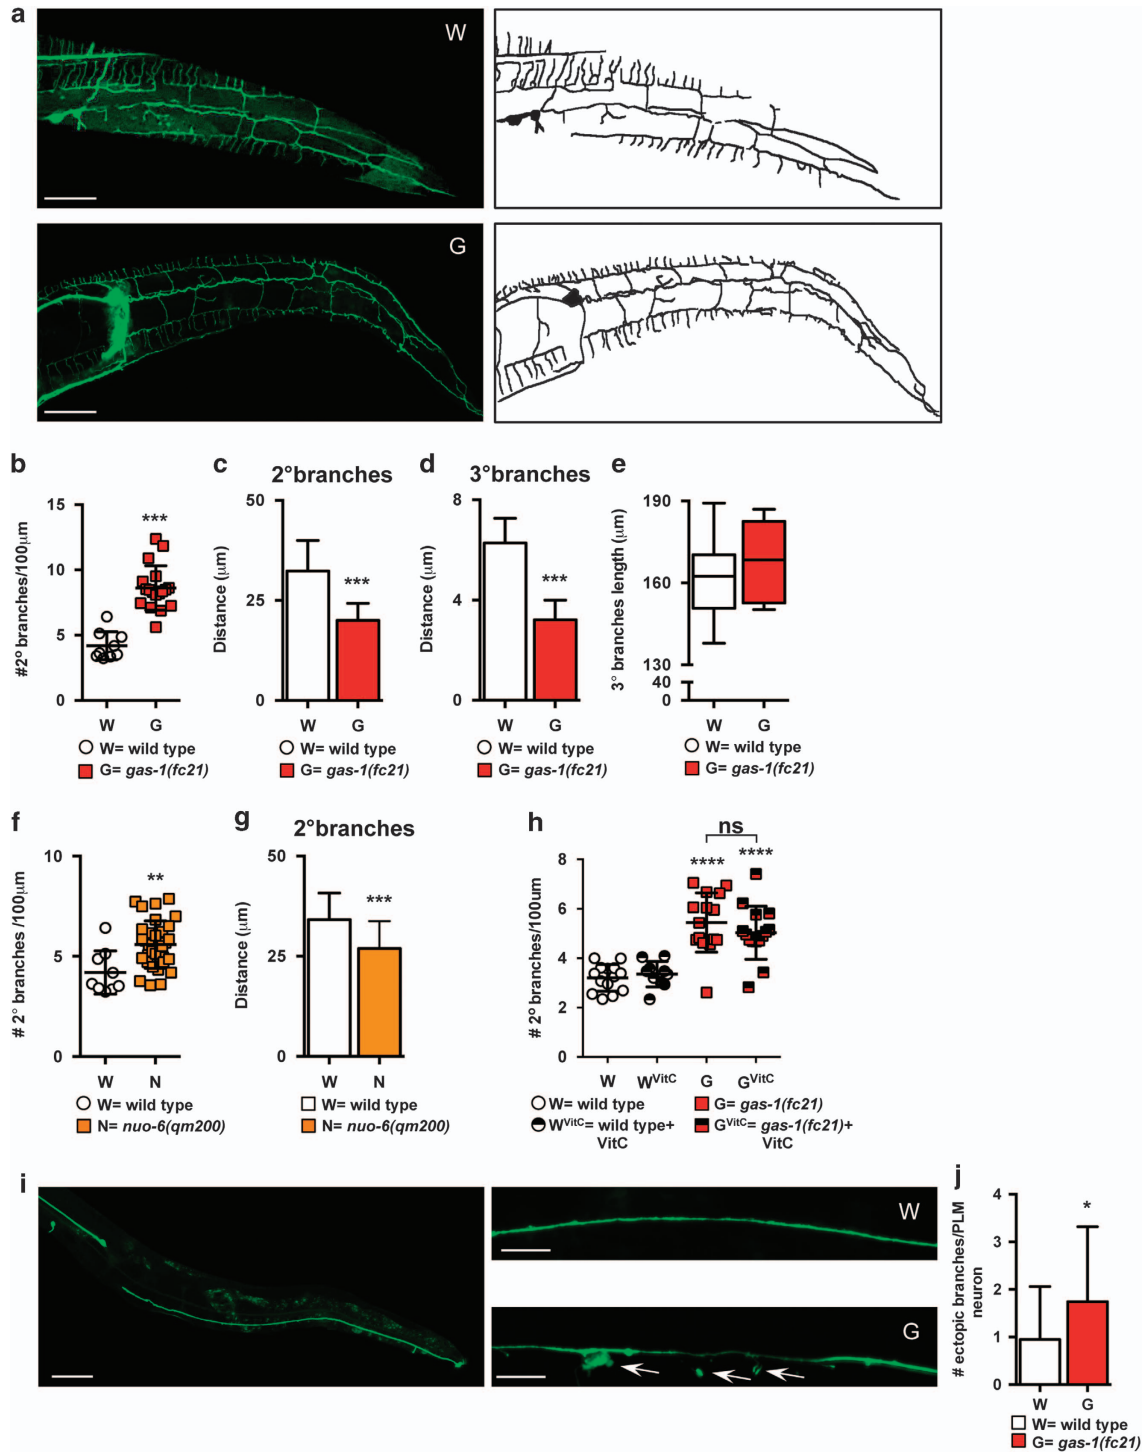 a
W
G
b
15
10
5
0
#2° branches/100μm
***
W
G
W= wild type
G= gas-1(fc21)
c
2°branches
50
25
0
Distance (μm)
***
W
G
W= wild type
G= gas-1(fc21)
d
3°branches
8
4
0
Distance (μm)
***
W
G
W= wild type
G= gas-1(fc21)
e
190
160
130
40
0
3° branches length (μm)
W
G
W= wild type
G= gas-1(fc21)
f
10
5
0
# 2° branches /100μm
**
W
N
W= wild type
N= nuo-6(qm200)
g
2°branches
50
25
0
Distance (μm)
***
W
N
W= wild type
N= nuo-6(qm200)
h
8
6
4
2
0
# 2° branches/100um
ns
****
****
W
WVitC
G
GVitC
W= wild type
WVitC= wild type+
VitC
G= gas-1(fc21)
GVitC= gas-1(fc21)+
VitC
i
W
G
j
4
3
2
1
0
# ectopic branches/PLM
neuron
*
W
G
W= wild type
G= gas-1(fc21)